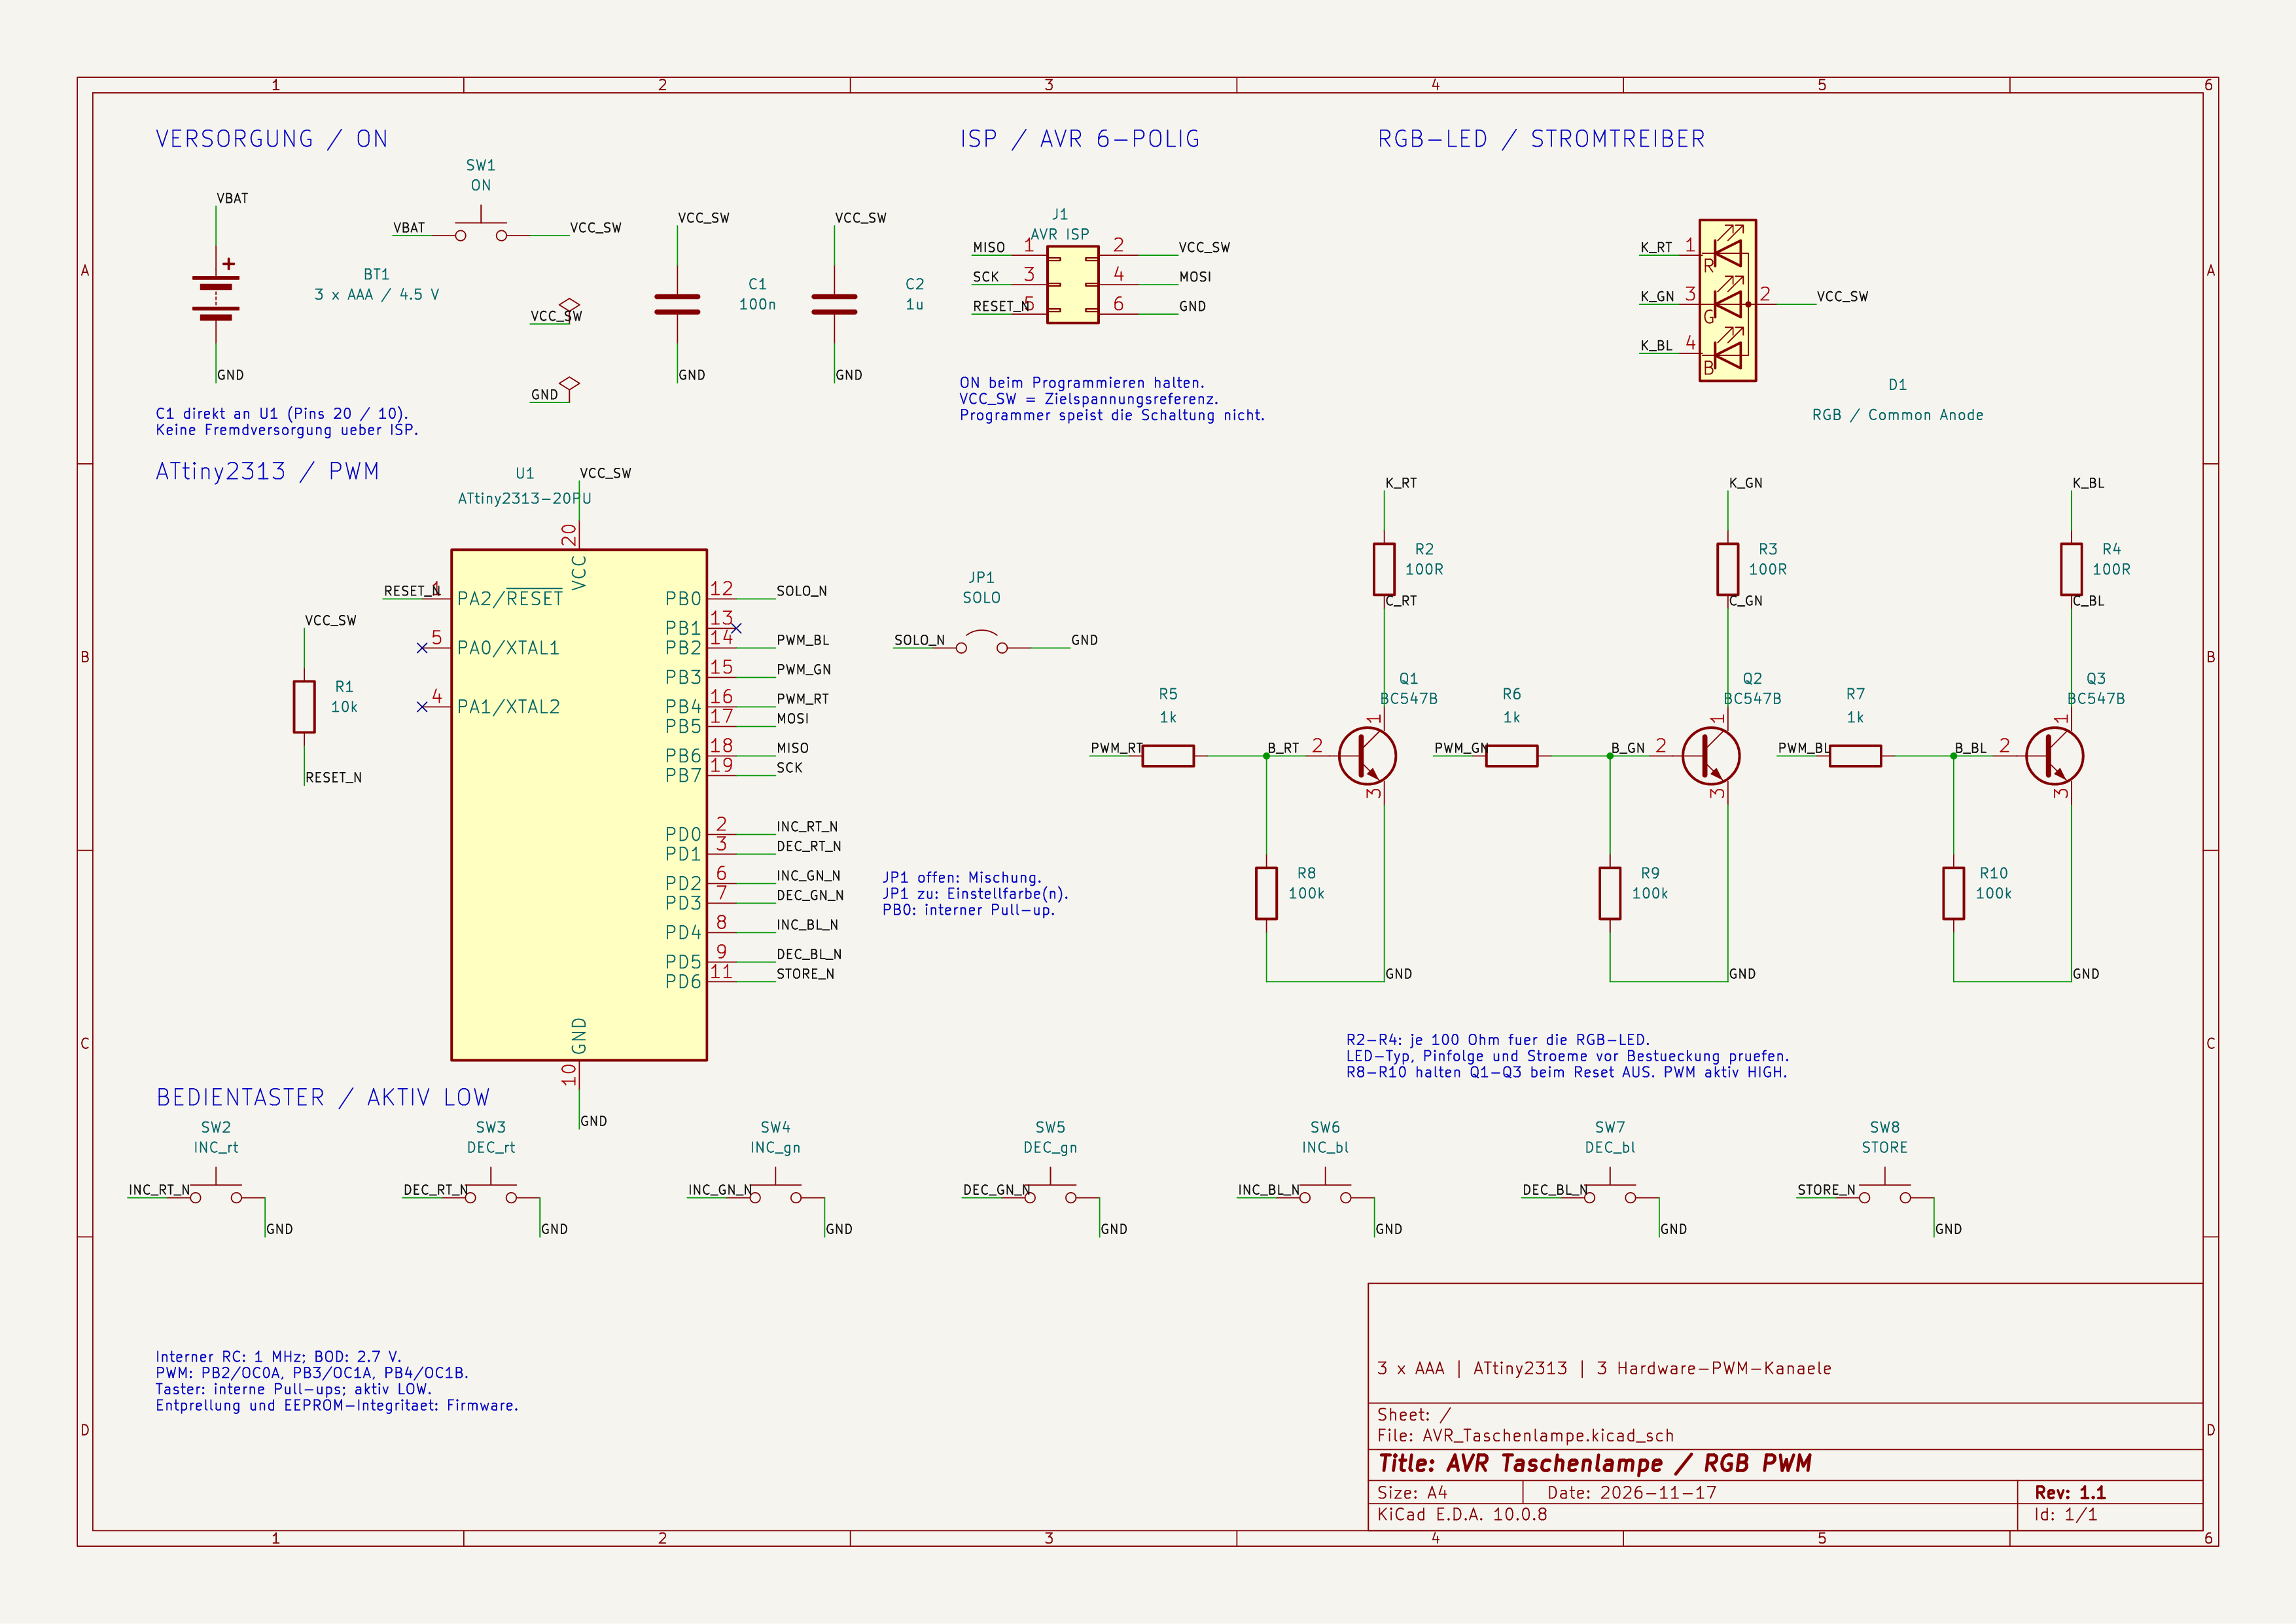 1 2 3 4 5 6
A A
B B
C C
D D
1 2 3 4 5 6
VERSORGUNG / ON
SW1
ON
VBAT
VBAT
VCC_SW
+
BT1
3 x AAA / 4.5 V
GND
VCC_SW
GND
VCC_SW
C1
100n
GND
VCC_SW
C2
1u
GND
C1 direkt an U1 (Pins 20 / 10).
Keine Fremdversorgung ueber ISP.
ISP / AVR 6-POLIG
J1
AVR ISP
MISO 1 2 VCC_SW
SCK 3 4 MOSI
RESET_N 5 6 GND
ON beim Programmieren halten.
VCC_SW = Zielspannungsreferenz.
Programmer speist die Schaltung nicht.
RGB-LED / STROMTREIBER
K_RT 1 R
K_GN 3 G 2 VCC_SW
K_BL 4 B
D1
RGB / Common Anode
ATtiny2313 / PWM
U1
ATtiny2313-20PU
VCC_SW
20
VCC
RESET_N 1 PA2/RESET
5 PA0/XTAL1
4 PA1/XTAL2
PB0 12 SOLO_N
PB1 13
PB2 14 PWM_BL
PB3 15 PWM_GN
PB4 16 PWM_RT
PB5 17 MOSI
PB6 18 MISO
PB7 19 SCK
PD0 2 INC_RT_N
PD1 3 DEC_RT_N
PD2 6 INC_GN_N
PD3 7 DEC_GN_N
PD4 8 INC_BL_N
PD5 9 DEC_BL_N
PD6 11 STORE_N
GND
10
GND
VCC_SW
R1
10k
RESET_N
JP1
SOLO
SOLO_N
GND
JP1 offen: Mischung.
JP1 zu: Einstellfarbe(n).
PB0: interner Pull-up.
K_RT
R2
100R
C_RT
Q1
BC547B
R5
1k
PWM_RT
B_RT
2
1
3
R8
100k
GND
K_GN
R3
100R
C_GN
Q2
BC547B
R6
1k
PWM_GN
B_GN
2
1
3
R9
100k
GND
K_BL
R4
100R
C_BL
Q3
BC547B
R7
1k
PWM_BL
B_BL
2
1
3
R10
100k
GND
R2-R4: je 100 Ohm fuer die RGB-LED.
LED-Typ, Pinfolge und Stroeme vor Bestueckung pruefen.
R8-R10 halten Q1-Q3 beim Reset AUS. PWM aktiv HIGH.
BEDIENTASTER / AKTIV LOW
SW2
INC_rt
INC_RT_N
GND
SW3
DEC_rt
DEC_RT_N
GND
SW4
INC_gn
INC_GN_N
GND
SW5
DEC_gn
DEC_GN_N
GND
SW6
INC_bl
INC_BL_N
GND
SW7
DEC_bl
DEC_BL_N
GND
SW8
STORE
STORE_N
GND
Interner RC: 1 MHz; BOD: 2.7 V.
PWM: PB2/OC0A, PB3/OC1A, PB4/OC1B.
Taster: interne Pull-ups; aktiv LOW.
Entprellung und EEPROM-Integritaet: Firmware.
3 x AAA | ATtiny2313 | 3 Hardware-PWM-Kanaele
Sheet: /
File: AVR_Taschenlampe.kicad_sch
Title: AVR Taschenlampe / RGB PWM
Size: A4 Date: 2026-11-17 Rev: 1.1
KiCad E.D.A. 10.0.8 Id: 1/1